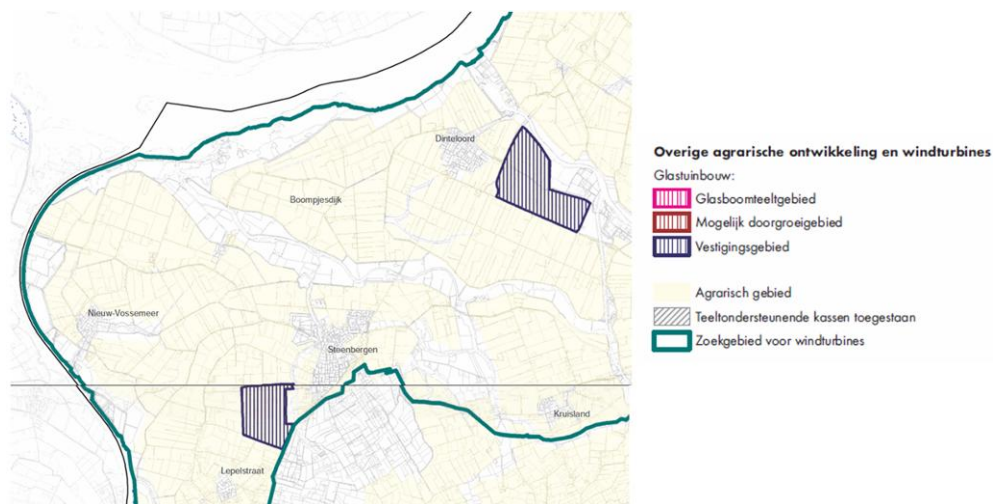 Dinteloord
Boompjesdijk
Nieuw-Vossemeer
Steenbergen
Kruisland
Lepelstraat
Overige agrarische ontwikkeling en windturbines
Glastuinbouw:
Glasboomteeltgebied
Mogelijk doorgroeigebied
Vestigingsgebied
Agrarisch gebied
Teeltondersteunende kassen toegestaan
Zoekgebied voor windturbines